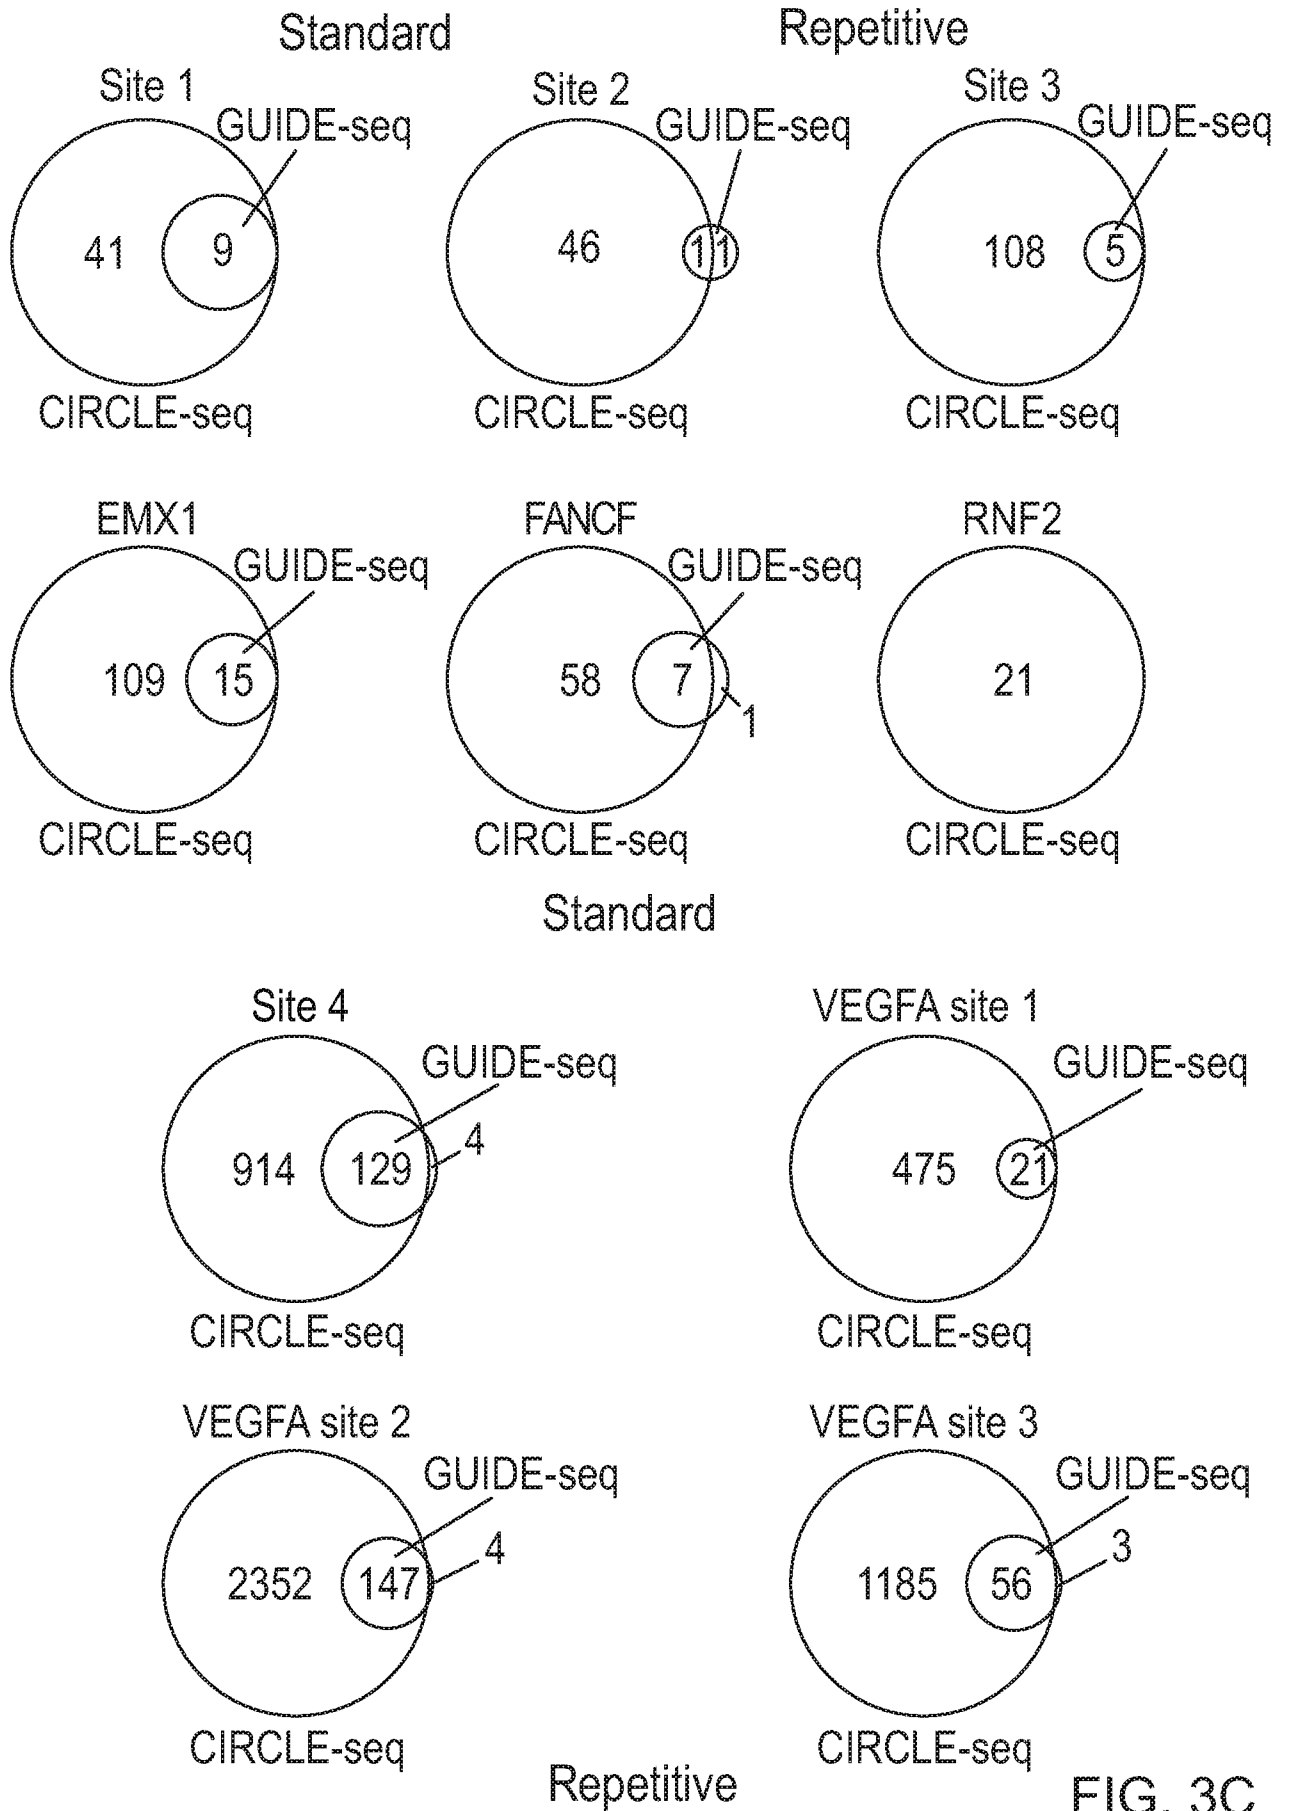 Standard
Repetitive
Site 1
GUIDE-seq
41
9
CIRCLE-seq
Site 2
GUIDE-seq
46
1
1
CIRCLE-seq
Site 3
GUIDE-seq
108
5
CIRCLE-seq
EMX1
GUIDE-seq
109
15
CIRCLE-seq
FANCF
GUIDE-seq
58
7
1
CIRCLE-seq
RNF2
21
CIRCLE-seq
Standard
Site 4
GUIDE-seq
914
129
4
CIRCLE-seq
VEGFA site 1
GUIDE-seq
475
21
CIRCLE-seq
VEGFA site 2
GUIDE-seq
2352
147
4
CIRCLE-seq
VEGFA site 3
GUIDE-seq
1185
56
3
CIRCLE-seq
Repetitive
FIG. 3C